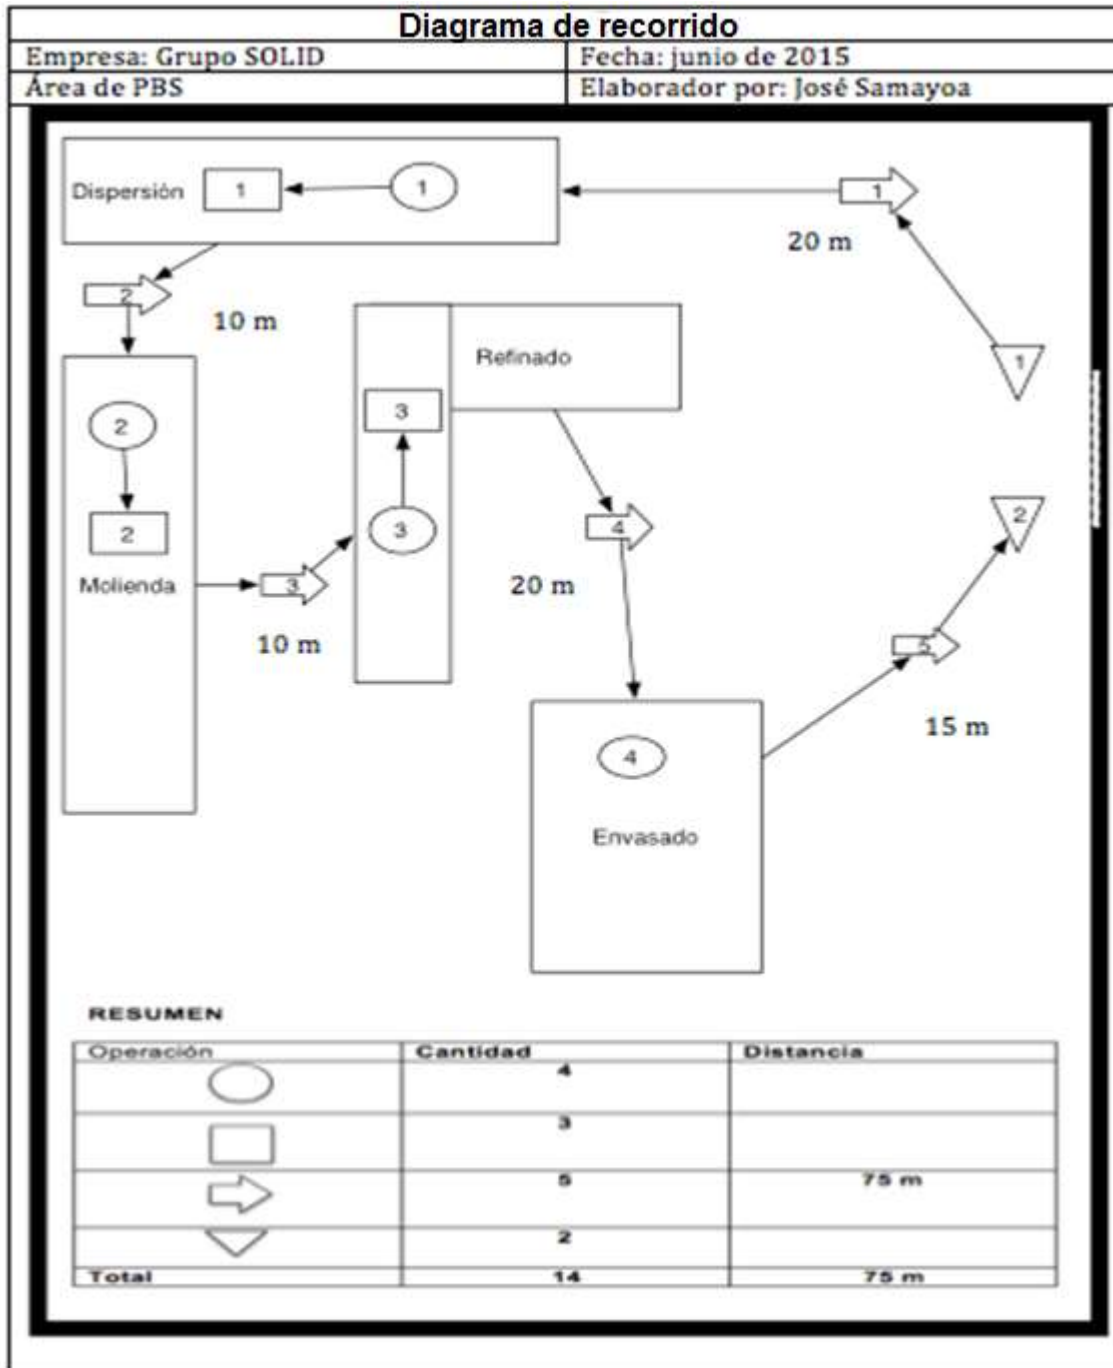 Diagrama de recorrido
Empresa: Grupo SOLID
Fecha: junio de 2015
Área de PBS
Elaborador por: José Samayoa
Dispersión
1
1
1
20 m
2
10 m
1
Refinado
3
2
2
3
4
2
Molienda
3
20 m
10 m
5
15 m
4
Envasado
RESUMEN
Operación Cantidad Distancia
4
3
5 75 m
2
Total 14 75 m